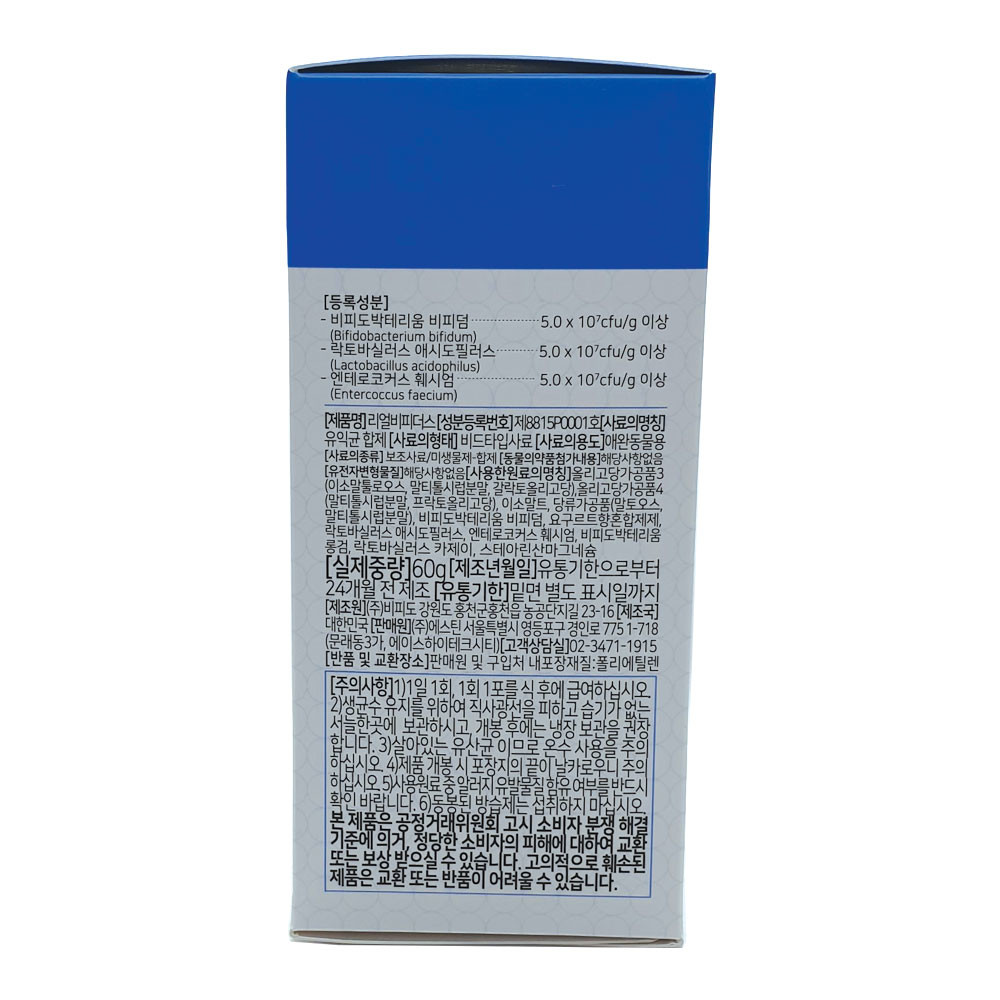 [등록성분]
- 비피도박테리움 비피덤 5.0 x 10⁷cfu/g 이상
(Bifidobacterium bifidum)
- 락토바실러스 애시도필러스 5.0 x 10⁷cfu/g 이상
(Lactobacillus acidophilus)
- 엔테로코커스 훼시엄 5.0 x 10⁷cfu/g 이상
(Entercoccus faecium)
[제품명]리얼비피더스[성분등록번호]제8815P0001호[사료의명칭]
유익균 합제 [사료의형태] 비드타입사료 [사료의용도]애완동물용
[사료의종류] 보조사료/미생물제-합제 [동물의약품첨가내용]해당사항없음
[유전자변형물질]해당사항없음[사용한원료의명칭]올리고당가공품3
(이소말툴로오스, 말티톨시럽분말, 갈락토올리고당),올리고당가공품4
(말티톨시럽분말, 프락토올리고당), 이소말트, 당류가공품(말토오스,
말티톨시럽분말), 비피도박테리움 비피덤, 요구르트향혼합제제,
락토바실러스 애시도필러스, 엔테로코커스 훼시엄, 비피도박테리움
롱검, 락토바실러스 카제이, 스테아린산마그네슘
[실제중량]60g[제조년월일]유통기한으로부터
24개월 전 제조 [유통기한]밑면 별도 표시일까지
[제조원](주)비피도 강원도 홍천군홍천읍 농공단지길 23-16 [제조국]
대한민국 [판매원](주)에스틴 서울특별시 영등포구 경인로 775 1-718
(문래동3가, 에이스하이테크시티)[고객상담실]02-3471-1915
[반품 및 교환장소]판매원 및 구입처 내포장재질:폴리에틸렌
[주의사항]1)1일 1회, 1회 1포를 식 후에 급여하십시오.
2)생균수 유지를 위하여 직사광선을 피하고 습기가 없는
서늘한곳에 보관하시고, 개봉 후에는 냉장 보관을 권장
합니다. 3)살아있는 유산균 이므로 온수 사용을 주의
하십시오. 4)제품 개봉 시 포장지의 끝이 날카로우니 주의
하십시오. 5)사용원료 중 알러지 유발물질 함유 여부를 반드시
확인 바랍니다. 6)동봉된 방습제는 섭취하지 마십시오.
본 제품은 공정거래위원회 고시 소비자 분쟁 해결
기준에 의거, 정당한 소비자의 피해에 대하여 교환
또는 보상 받으실 수 있습니다. 고의적으로 훼손된
제품은 교환 또는 반품이 어려울 수 있습니다.